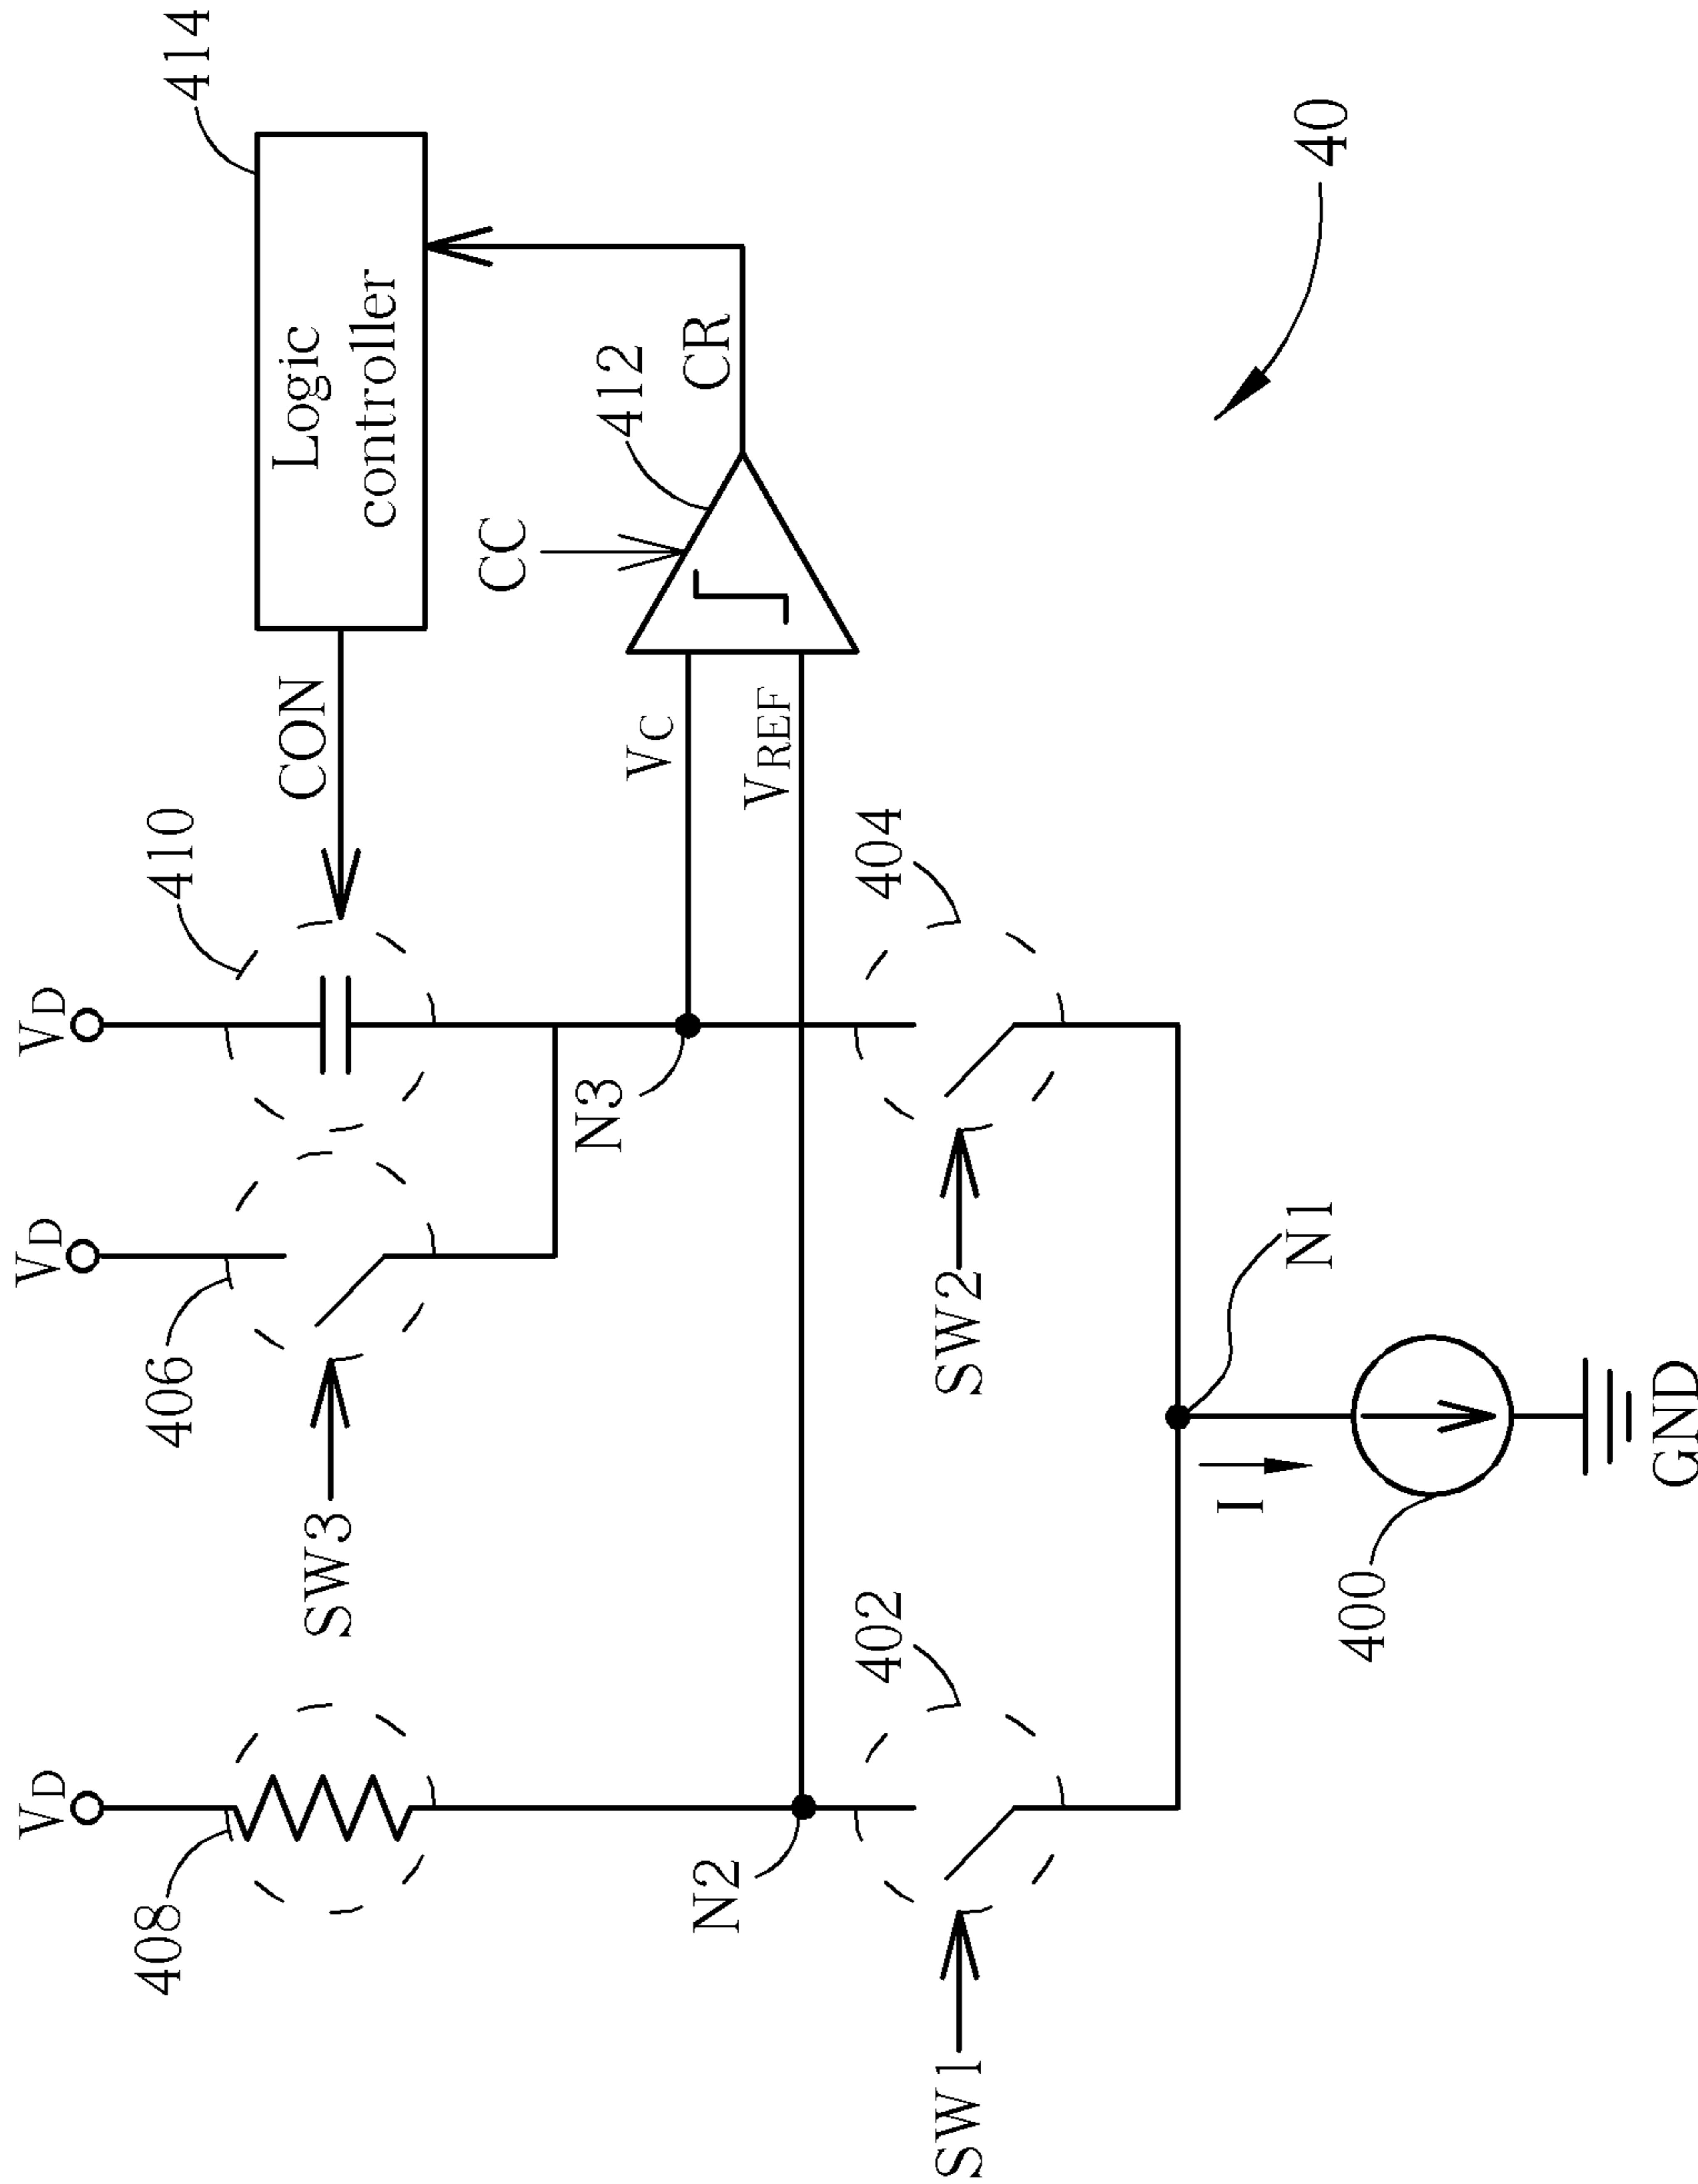 VD
VD
VD
408
406
410
CON
Logic
controller
414
SW3
N3
VC
CC
412
CR
N2
VREF
402
404
SW1
SW2
I
N1
400
GND
40